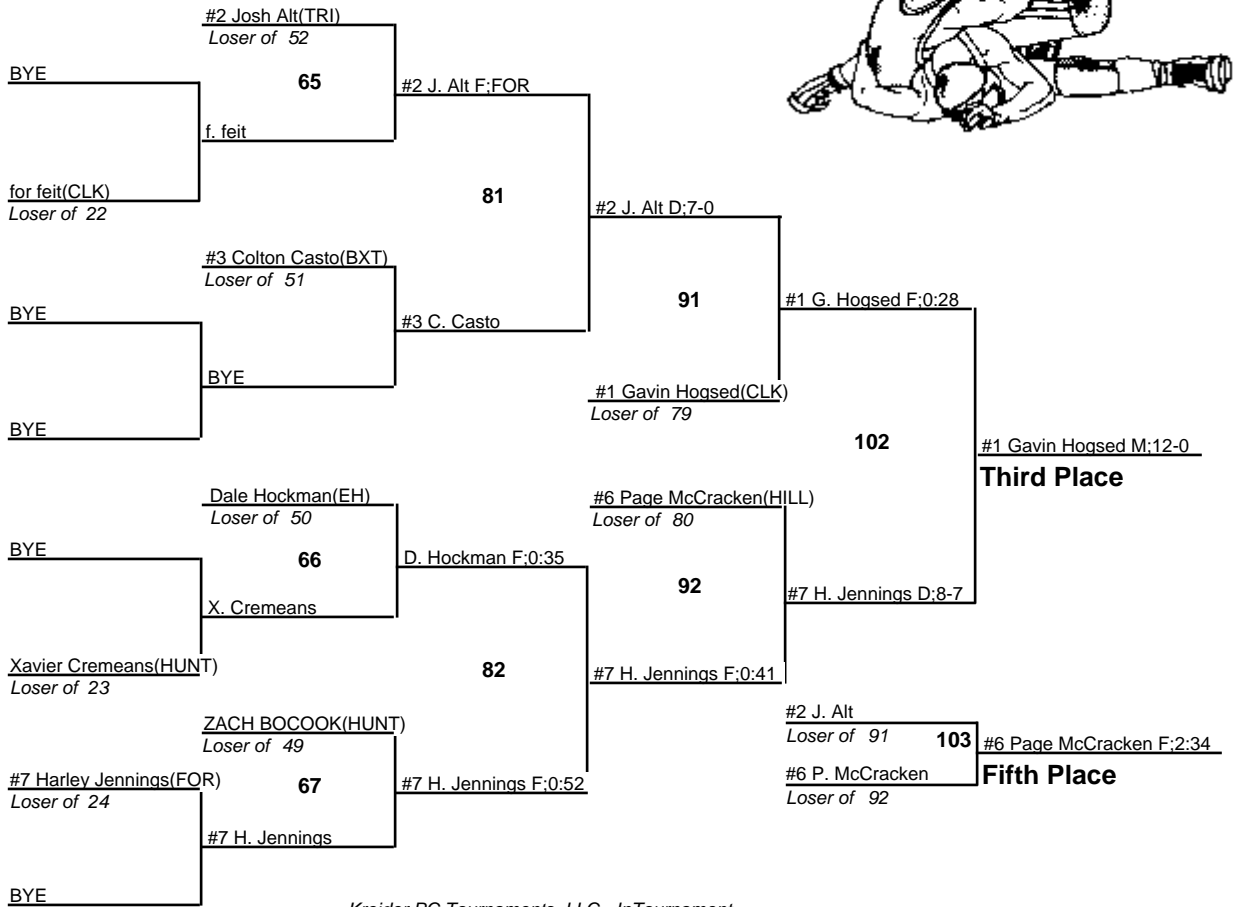 #2 Josh Alt(TRI)
Loser of 52
BYE
65
#2 J. Alt F;FOR
f. feit
for feit(CLK)
Loser of 22
81
#2 J. Alt D;7-0
#3 Colton Casto(BXT)
Loser of 51
BYE
#3 C. Casto
91
#1 G. Hogsed F;0:28
BYE
#1 Gavin Hogsed(CLK)
Loser of 79
BYE
102
#1 Gavin Hogsed M;12-0
Third Place
Dale Hockman(EH)
Loser of 50
#6 Page McCracken(HILL)
Loser of 80
BYE
66
D. Hockman F;0:35
92
#7 H. Jennings D;8-7
X. Cremeans
Xavier Cremeans(HUNT)
Loser of 23
82
#7 H. Jennings F;0:41
ZACH BOCOOK(HUNT)
Loser of 49
#2 J. Alt
Loser of 91
103
#6 Page McCracken F;2:34
Fifth Place
#7 Harley Jennings(FOR)
Loser of 24
67
#7 H. Jennings F;0:52
#6 P. McCracken
Loser of 92
#7 H. Jennings
BYE